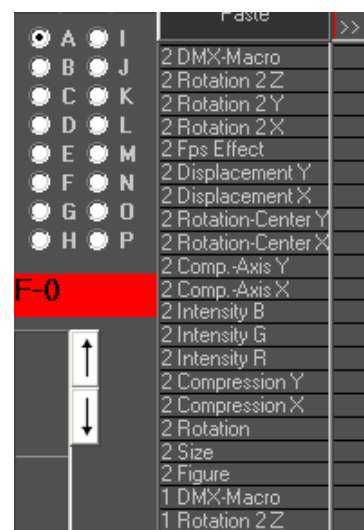 Paste
>>
A I
B J
C K
D L
E M
F N
G O
H P
F-0
2 DMX-Macro
2 Rotation 2 Z
2 Rotation 2 Y
2 Rotation 2 X
2 Fps Effect
2 Displacement Y
2 Displacement X
2 Rotation-Center Y
2 Rotation-Center X
2 Comp.-Axis Y
2 Comp.-Axis X
2 Intensity B
2 Intensity G
2 Intensity R
2 Compression Y
2 Compression X
2 Rotation
2 Size
2 Figure
1 DMX-Macro
1 Rotation 2 Z